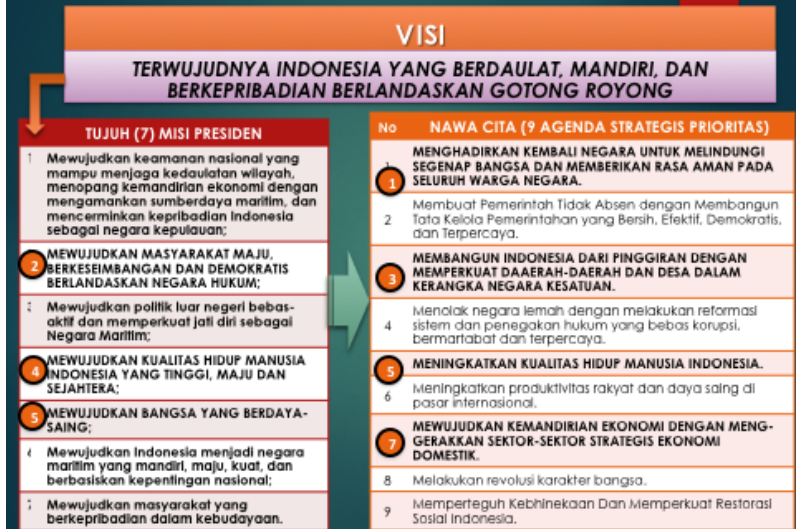 VISI
TERWUJUDNYA INDONESIA YANG BERDAULAT, MANDIRI, DAN
BERKEPRIBADIAN BERLANDASKAN GOTONG ROYONG
TUJUH (7) MISI PRESIDEN
1 Mewujudkan keamanan nasional yang
mampu menjaga kedaulatan wilayah,
menopang kemandirian ekonomi dengan
mengamankan sumberdaya maritim, dan
mencerminkan kepribadian Indonesia
sebagai negara kepulauan;
2 MEWUJUDKAN MASYARAKAT MAJU,
BERKESEIMBANGAN DAN DEMOKRATIS
BERLANDASKAN NEGARA HUKUM;
Mewujudkan politik luar negeri bebas-
aktif dan memperkuat jati diri sebagai
Negara Maritim;
4 MEWUJUDKAN KUALITAS HIDUP MANUSIA
INDONESIA YANG TINGGI, MAJU DAN
SEJAHTERA;
5 MEWUJUDKAN BANGSA YANG BERDAYA-
SAING;
Mewujudkan Indonesia menjadi negara
maritim yang mandiri, maju, kuat, dan
berbasiskan kepentingan nasional;
Mewujudkan masyarakat yang
berkepribadian dalam kebudayaan.
No NAWA CITA (9 AGENDA STRATEGIS PRIORITAS)
1 MENGHADIRKAN KEMBALI NEGARA UNTUK MELINDUNGI
SEGENAP BANGSA DAN MEMBERIKAN RASA AMAN PADA
SELURUH WARGA NEGARA.
2 Membuat Pemerintah Tidak Absen dengan Membangun
Tata Kelola Pemerintahan yang Bersih, Efektif, Demokratis,
dan Terpercaya.
3 MEMBANGUN INDONESIA DARI PINGGIRAN DENGAN
MEMPERKUAT DAAERAH-DAERAH DAN DESA DALAM
KERANGKA NEGARA KESATUAN.
4 Menolak negara lemah dengan melakukan reformasi
sistem dan penegakan hukum yang bebas korupsi,
bermartabat dan terpercaya.
5 MENINGKATKAN KUALITAS HIDUP MANUSIA INDONESIA.
6 Meningkatkan produktivitas rakyat dan daya saing di
pasar internasional.
7 MEWUJUDKAN KEMANDIRIAN EKONOMI DENGAN MENG-
GERAKKAN SEKTOR-SEKTOR STRATEGIS EKONOMI
DOMESTIK.
8 Melakukan revolusi karakter bangsa.
9 Memperteguh Kebhinekaan Dan Memperkuat Restorasi
Sosial Indonesia.